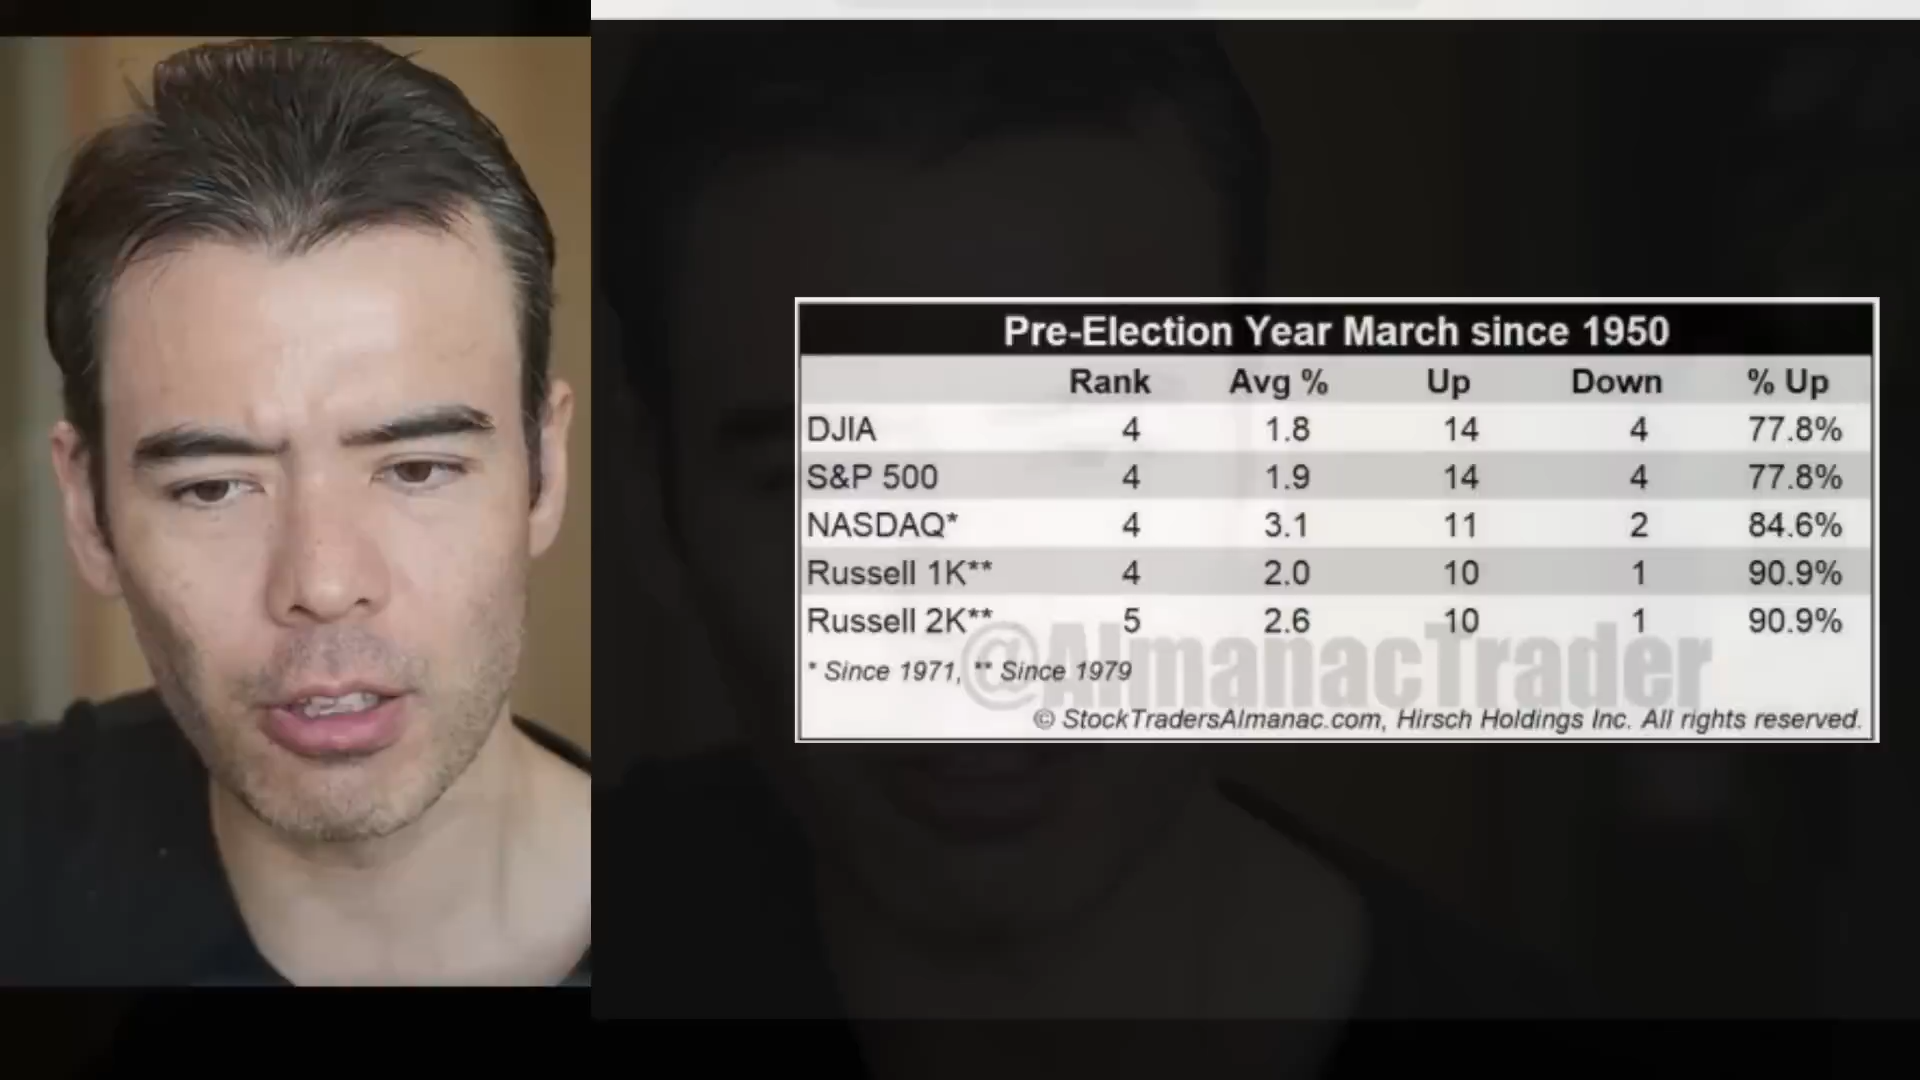 Pre-Election Year March since 1950
Rank Avg % Up Down % Up
DJIA 4 1.8 14 4 77.8%
S&P 500 4 1.9 14 4 77.8%
NASDAQ* 4 3.1 11 2 84.6%
Russell 1K** 4 2.0 10 1 90.9%
Russell 2K** 5 2.6 10 1 90.9%
@AlmanacTrader
* Since 1971, ** Since 1979
© StockTradersAlmanac.com, Hirsch Holdings Inc. All rights reserved.